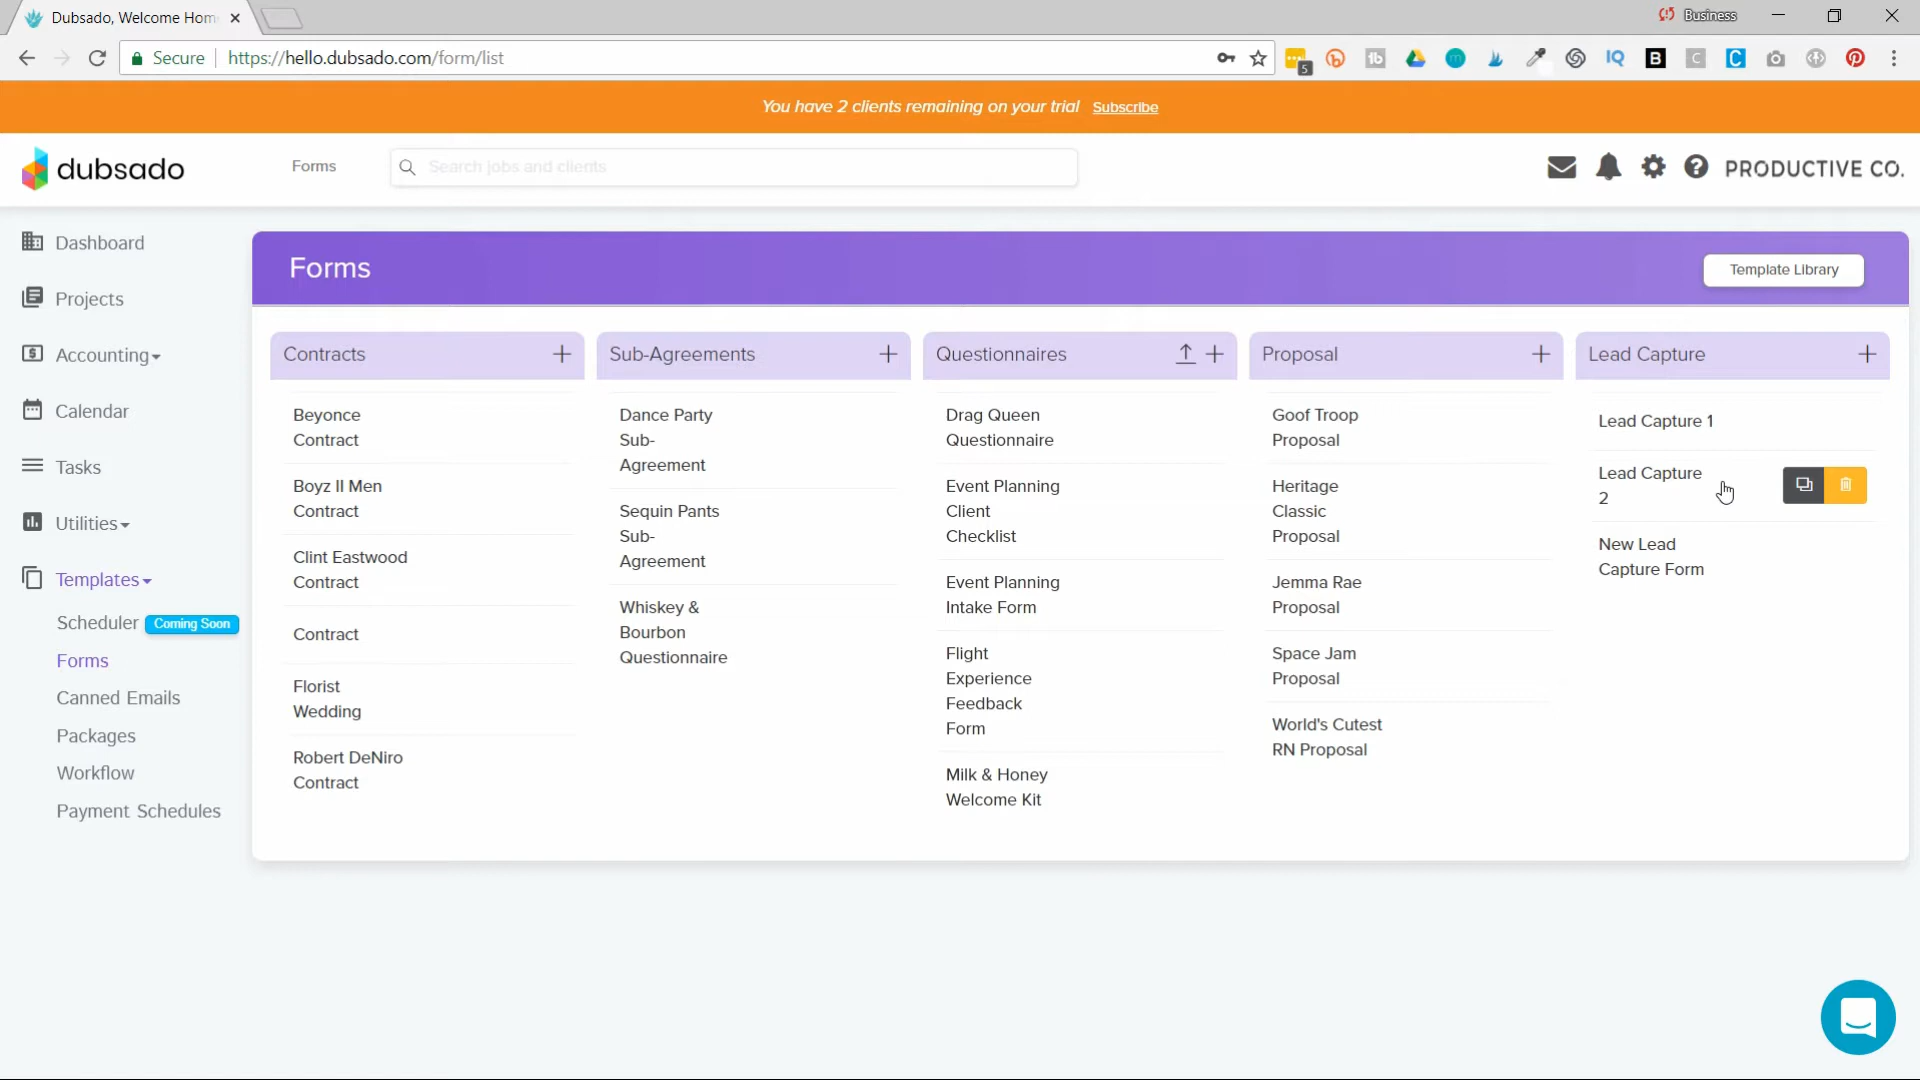 Dubsado, Welcome Hom
Business
Secure
https://hello.dubsado.com/form/list
5
You have 2 clients remaining on your trial Subscribe
dubsado
Forms
Search jobs and clients
PRODUCTIVE CO.
Dashboard
Projects
Accounting
Calendar
Tasks
Utilities
Templates
Scheduler Coming Soon
Forms
Canned Emails
Packages
Workflow
Payment Schedules
Forms
Template Library
Contracts
Beyonce
Contract
Boyz II Men
Contract
Clint Eastwood
Contract
Contract
Florist
Wedding
Robert DeNiro
Contract
Sub-Agreements
Dance Party
Sub-
Agreement
Sequin Pants
Sub-
Agreement
Whiskey &
Bourbon
Questionnaire
Questionnaires
Drag Queen
Questionnaire
Event Planning
Client
Checklist
Event Planning
Intake Form
Flight
Experience
Feedback
Form
Milk & Honey
Welcome Kit
Proposal
Goof Troop
Proposal
Heritage
Classic
Proposal
Jemma Rae
Proposal
Space Jam
Proposal
World's Cutest
RN Proposal
Lead Capture
Lead Capture 1
Lead Capture
2
New Lead
Capture Form